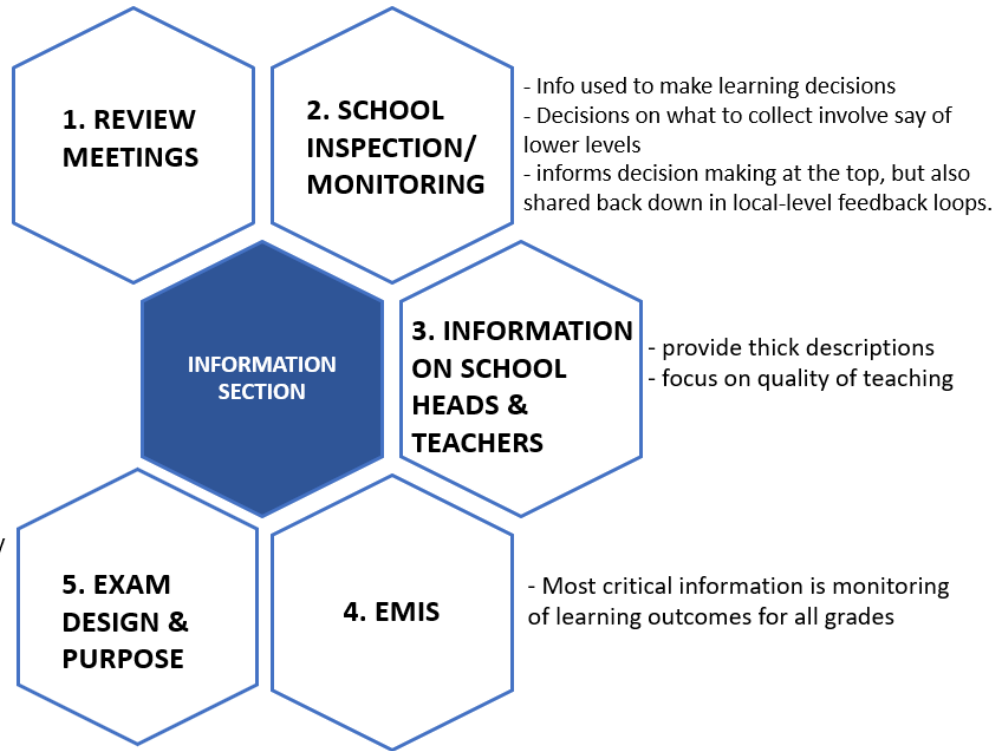 1. REVIEW
MEETINGS
2. SCHOOL
INSPECTION/
MONITORING
- Info used to make learning decisions
- Decisions on what to collect involve say of
lower levels
- informs decision making at the top, but also
shared back down in local-level feedback loops.
INFORMATION
SECTION
3. INFORMATION
ON SCHOOL
HEADS &
TEACHERS
- provide thick descriptions
- focus on quality of teaching
5. EXAM
DESIGN &
PURPOSE
4. EMIS
- Most critical information is monitoring
of learning outcomes for all grades